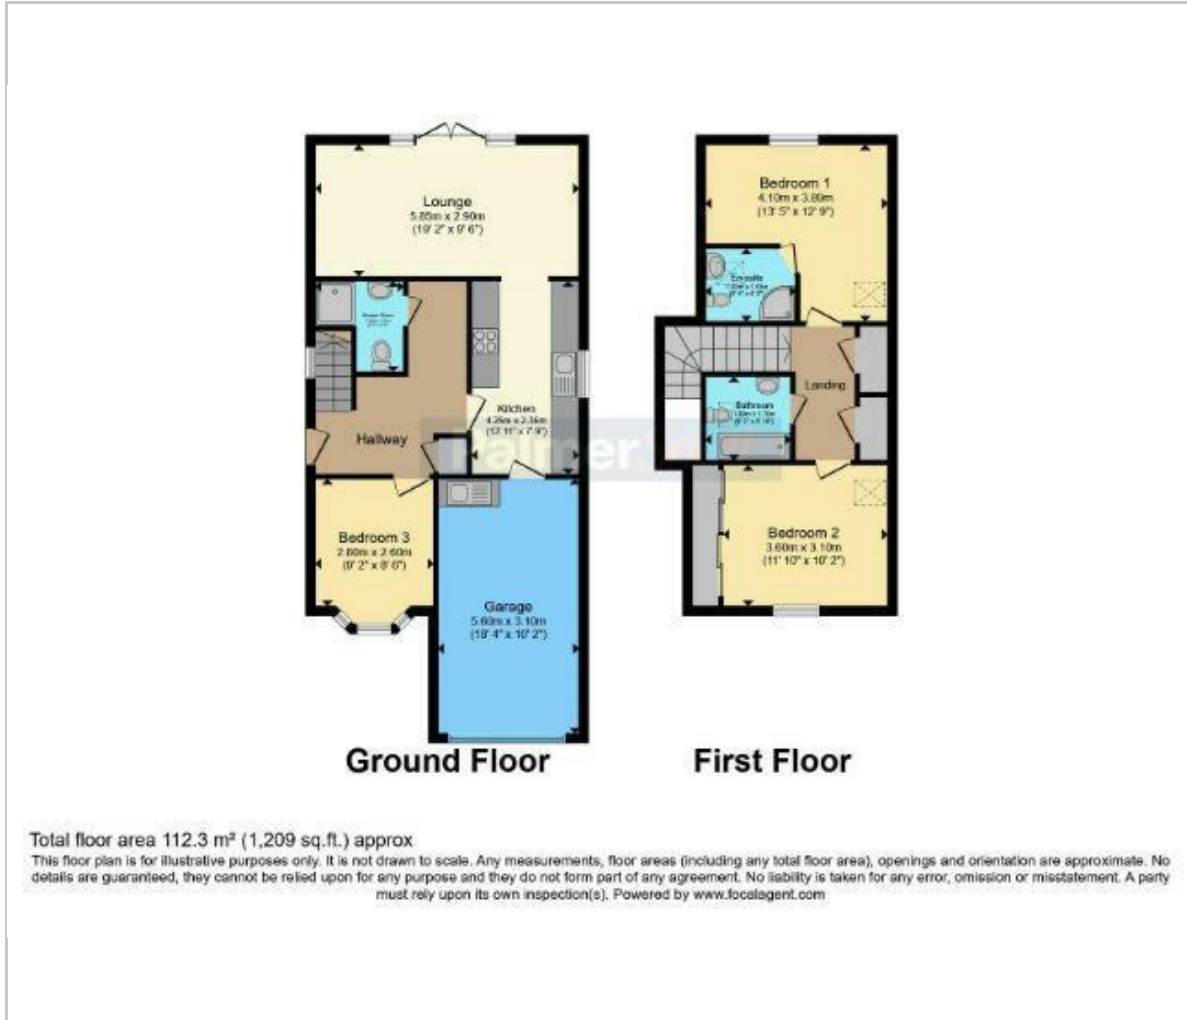 Lounge
5.85m x 2.90m
(19' 2" x 9' 6")
Kitchen
Hallway
Bedroom 3
2.80m x 2.60m
(9' 2" x 8' 6")
Garage
5.60m x 3.10m
(18' 4" x 10' 2")
Ground Floor
Bedroom 1
4.10m x 3.89m
(13' 5" x 12' 9")
En-suite
Landing
Bathroom
Bedroom 2
3.60m x 3.10m
(11' 10" x 10' 2")
First Floor
Total floor area 112.3 m² (1,209 sq.ft.) approx
This floor plan is for illustrative purposes only. It is not drawn to scale. Any measurements, floor areas (including any total floor area), openings and orientation are approximate. No
details are guaranteed, they cannot be relied upon for any purpose and they do not form part of any agreement. No liability is taken for any error, omission or misstatement. A party
must rely upon its own inspection(s). Powered by www.focalagent.com